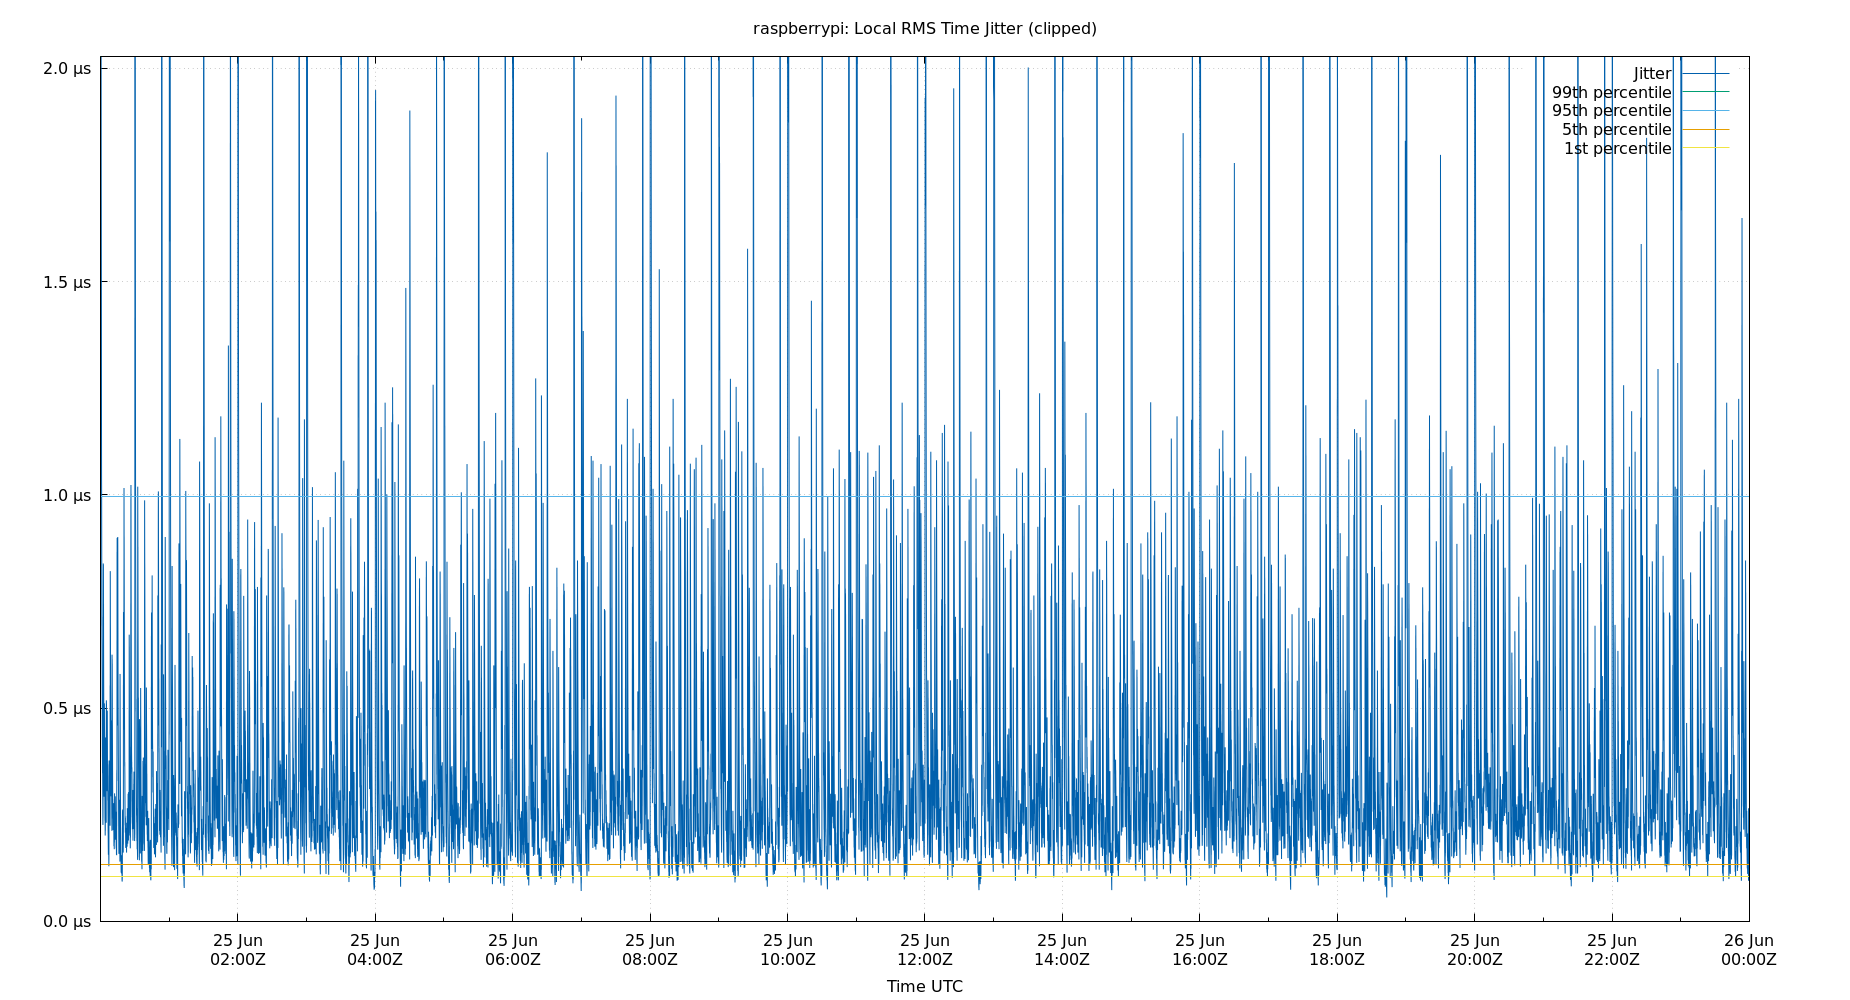 raspberrypi: Local RMS Time Jitter (clipped)
2.0 µs
1.5 µs
1.0 µs
0.5 µs
0.0 µs
Jitter
99th percentile
95th percentile
5th percentile
1st percentile
25 Jun 02:00Z
25 Jun 04:00Z
25 Jun 06:00Z
25 Jun 08:00Z
25 Jun 10:00Z
25 Jun 12:00Z
25 Jun 14:00Z
25 Jun 16:00Z
25 Jun 18:00Z
25 Jun 20:00Z
25 Jun 22:00Z
26 Jun 00:00Z
Time UTC